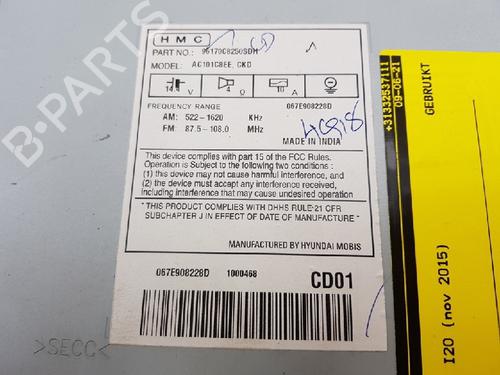 HMC
PART NO.: 96170C8250SDH
MODEL: AC101C8EE, CKD
14 V
4 Ω
10 A
FREQUENCY RANGE 067E908228D
AM: 522-1620 KHz
FM: 87.5-108.0 MHz
MADE IN INDIA
This device complies with part 15 of the FCC Rules.
Operation is Subject to the following two conditions :
(1) this device may not cause harmful interference, and
(2) the device must accept any interference received,
including interference that may cause undesired operation
" THIS PRODUCT COMPLIES WITH DHHS RULE 21 CFR
SUBCHAPTER J IN EFFECT OF DATE OF MANUFACTURE "
MANUFACTURED BY HYUNDAI MOBIS
067E908228D 1000468
CD01
>SECC<
+31332537111
09-06-21
GEBRUIKT
I20 (nov 2015)
B-PARTS